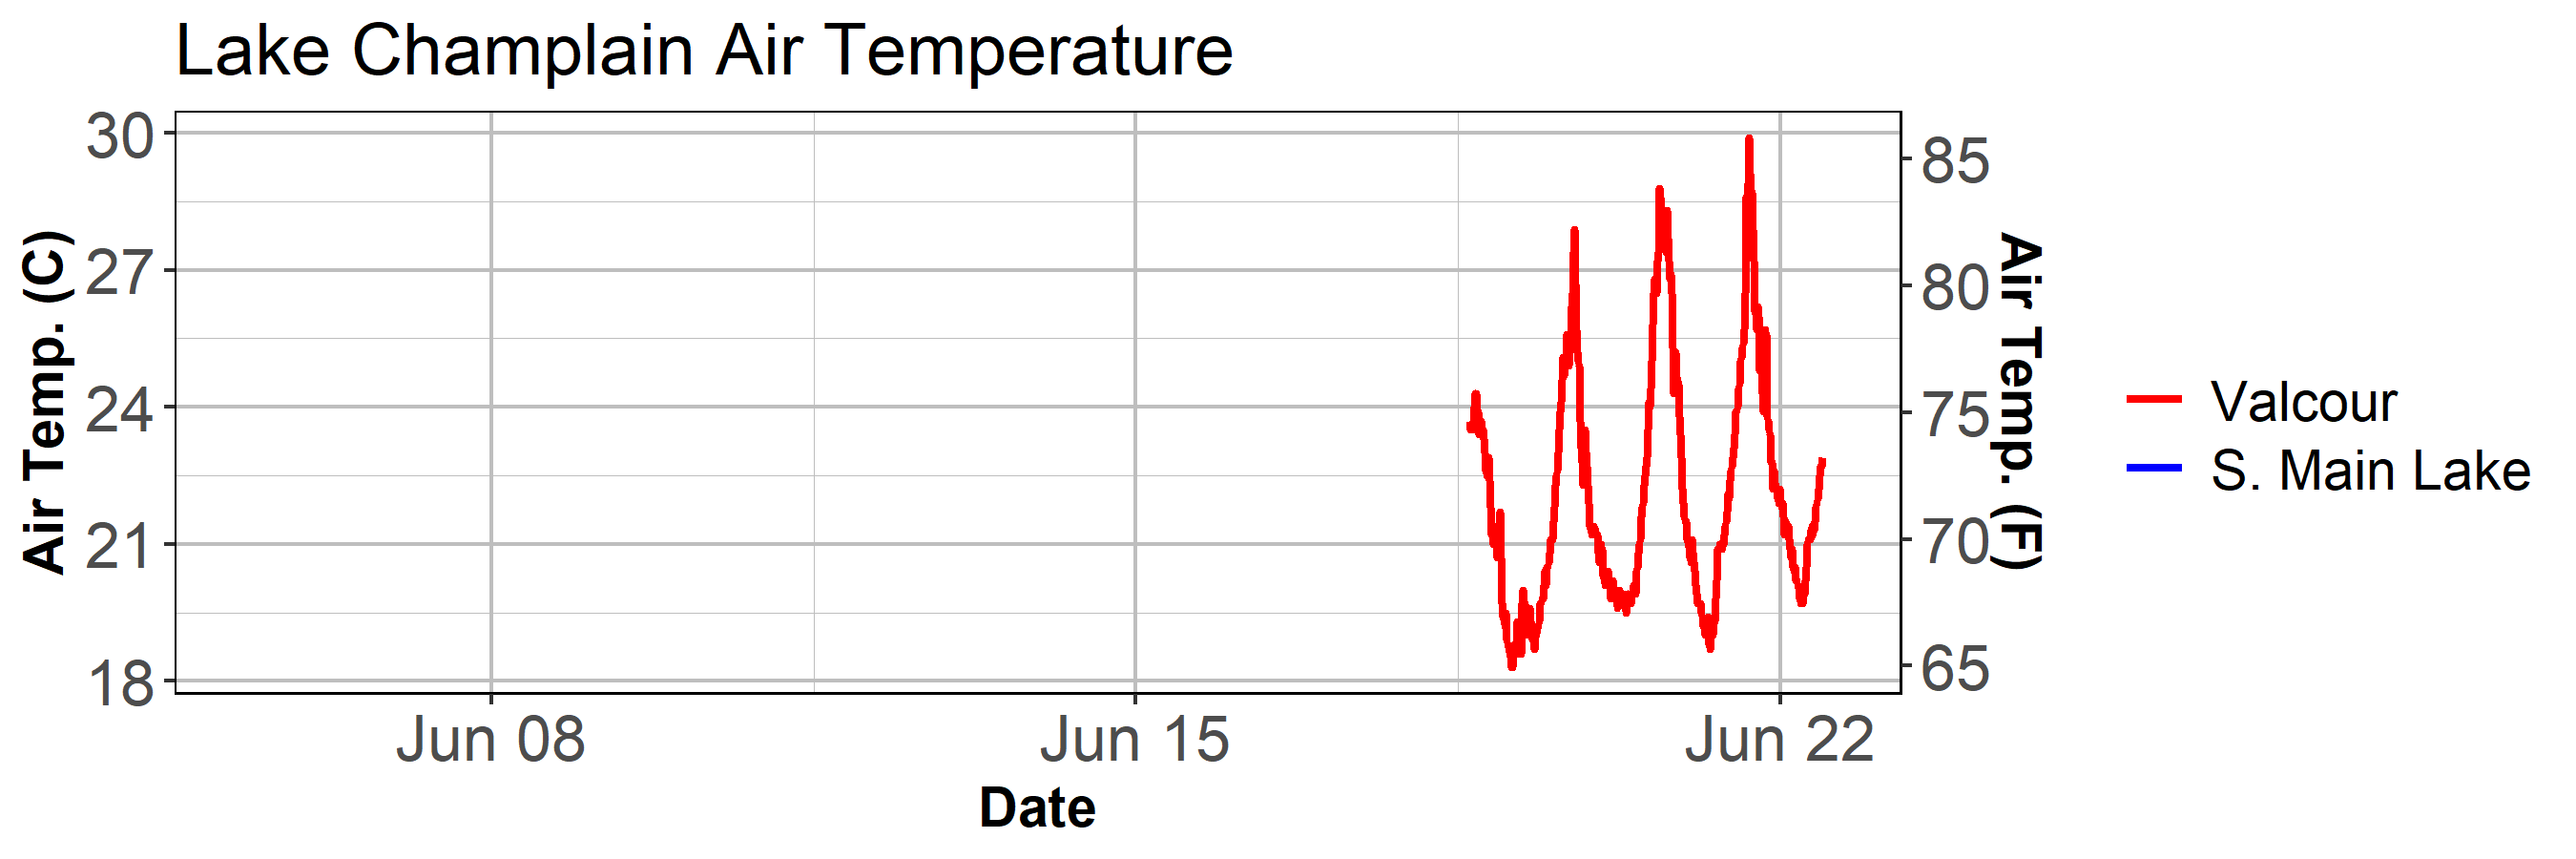 Lake Champlain Air Temperature
30
27
24
21
18
Air Temp. (C)
85
80
75
70
65
Air Temp. (F)
Jun 08
Jun 15
Jun 22
Date
Valcour
S. Main Lake